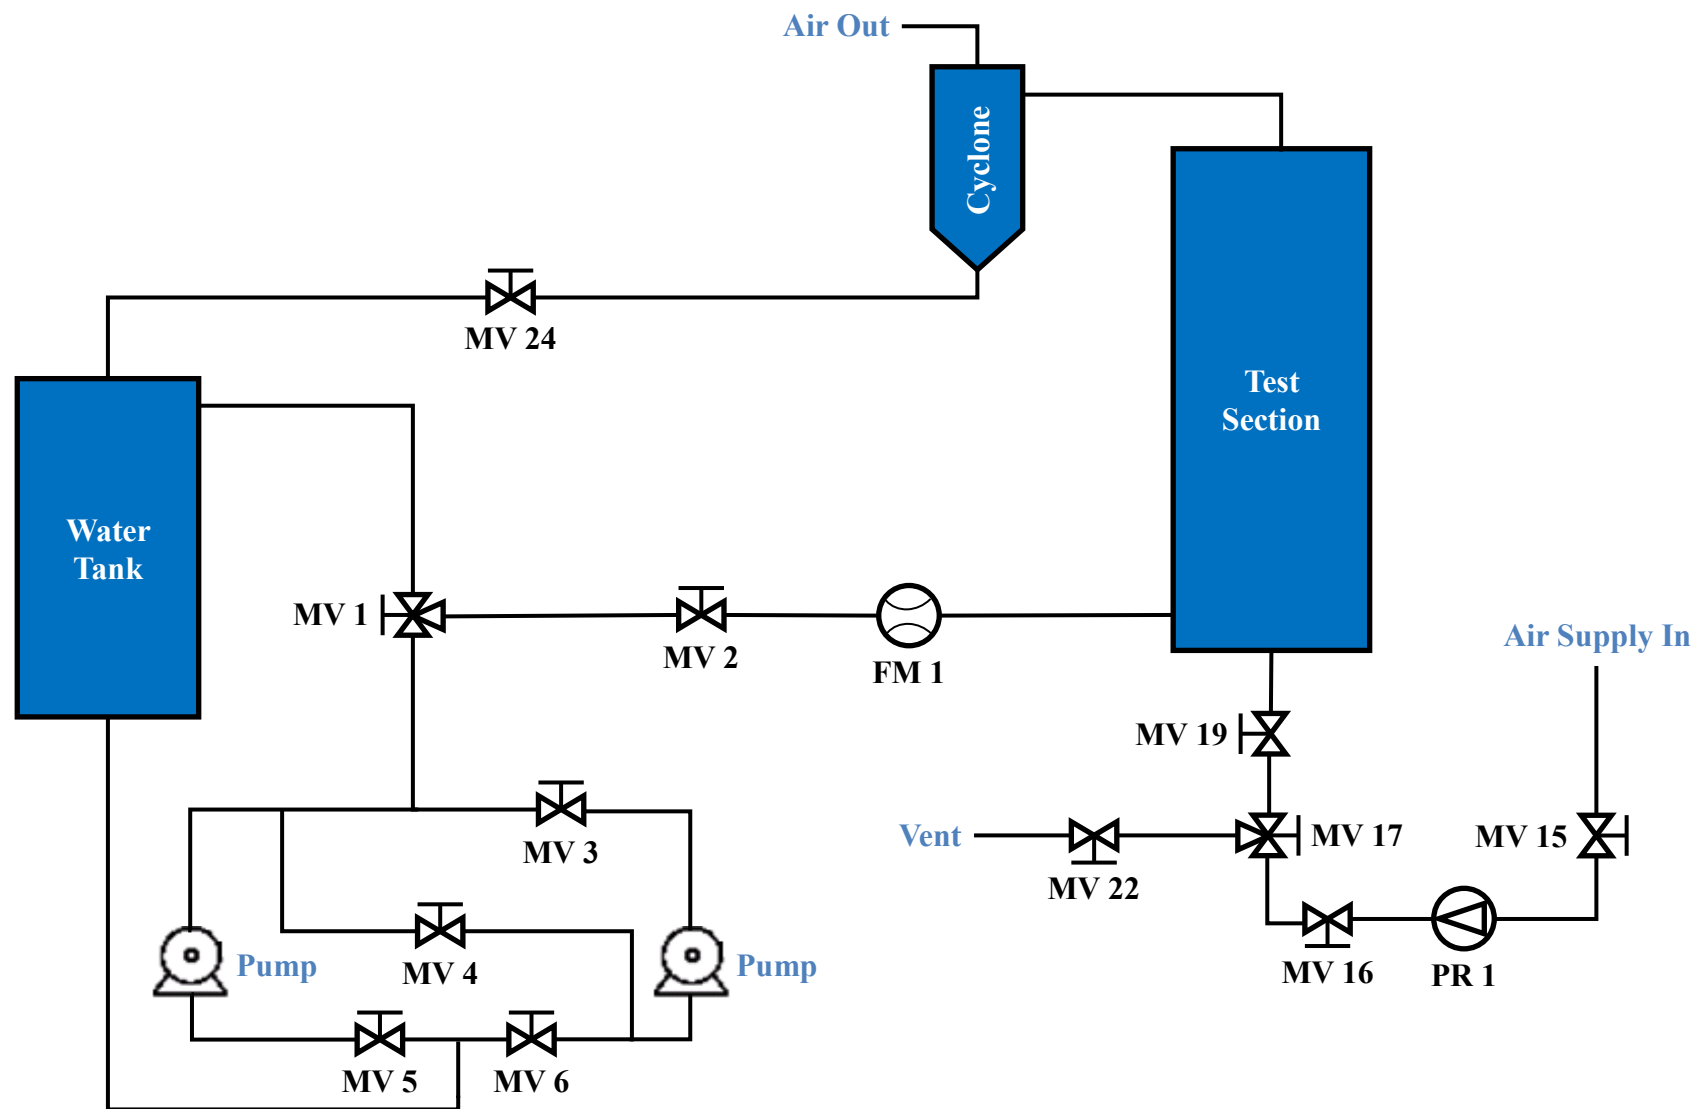 Air Out
Cyclone
MV 24
Test
Section
Water
Tank
MV 1
MV 2
FM 1
Air Supply In
MV 19
MV 3
Vent
MV 22
MV 17
MV 15
Pump
MV 4
Pump
MV 16
PR 1
MV 5
MV 6